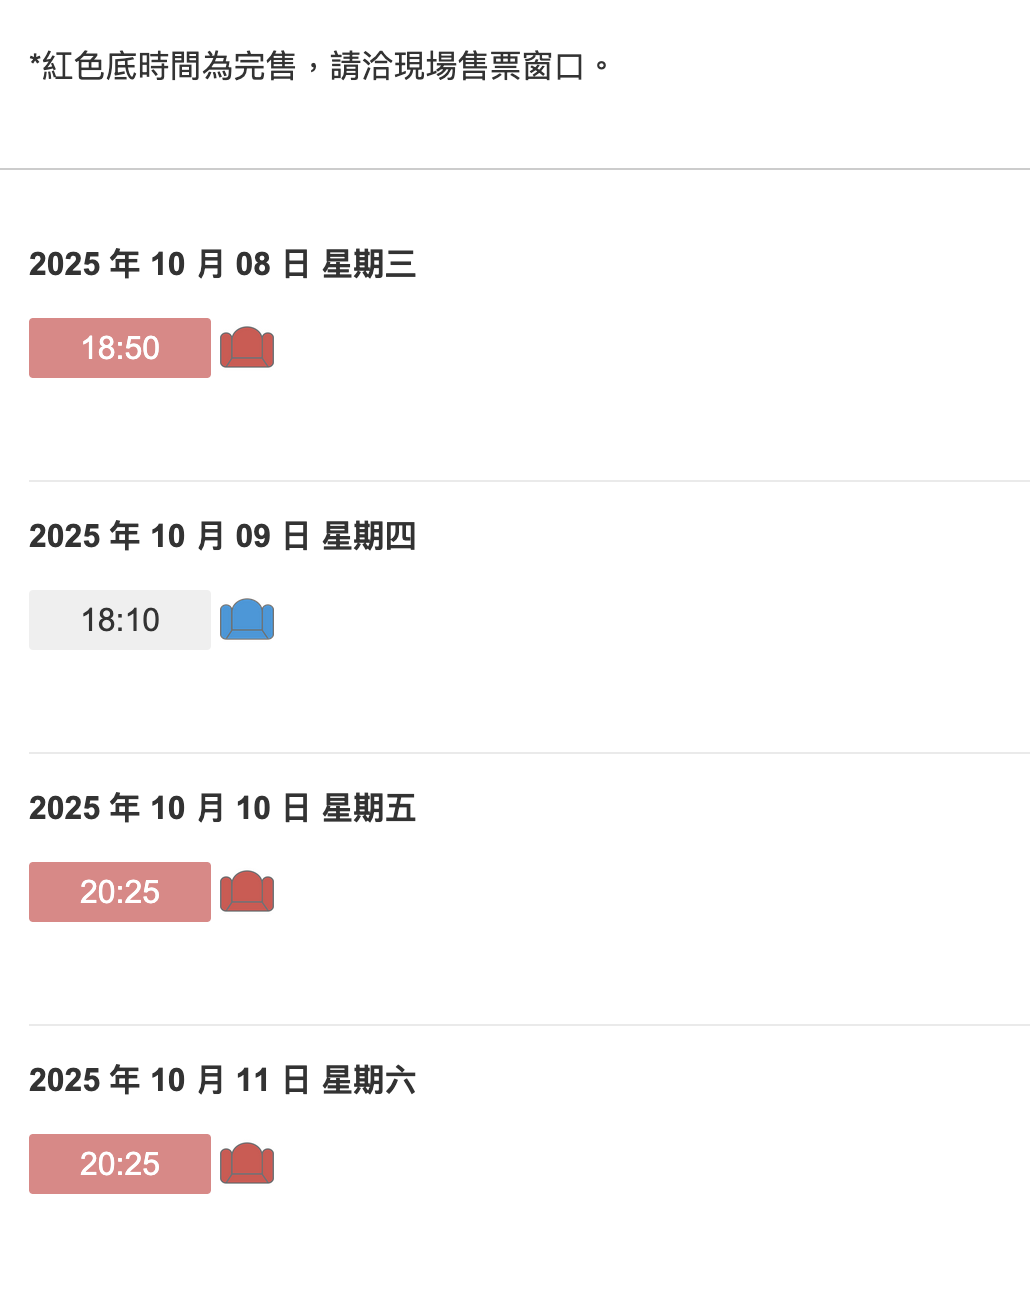 *紅色底時間為完售，請洽現場售票窗口。
2025 年 10 月 08 日 星期三
18:50
2025 年 10 月 09 日 星期四
18:10
2025 年 10 月 10 日 星期五
20:25
2025 年 10 月 11 日 星期六
20:25